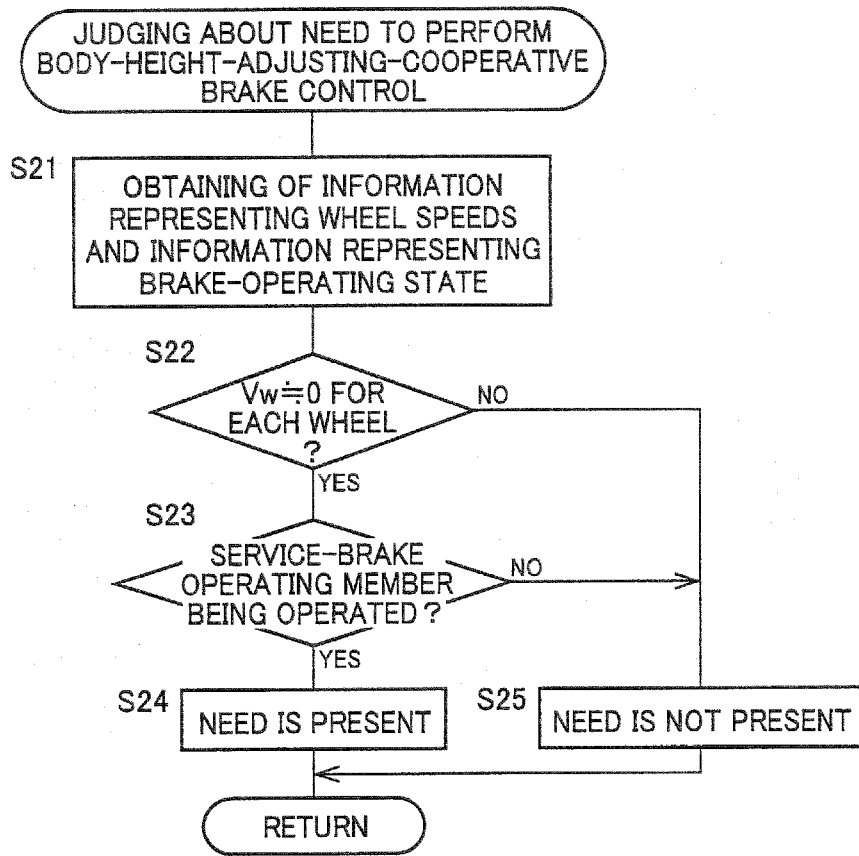 JUDGING ABOUT NEED TO PERFORM
BODY-HEIGHT-ADJUSTING-COOPERATIVE
BRAKE CONTROL
S21
OBTAINING OF INFORMATION
REPRESENTING WHEEL SPEEDS
AND INFORMATION REPRESENTING
BRAKE-OPERATING STATE
S22
Vw≒0 FOR
EACH WHEEL
?
NO
YES
S23
SERVICE-BRAKE
OPERATING MEMBER
BEING OPERATED?
NO
YES
S24
NEED IS PRESENT
S25
NEED IS NOT PRESENT
RETURN